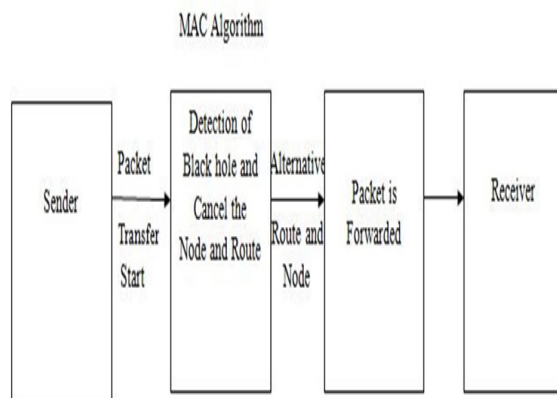 MAC Algorithm
Sender
Packet
Transfer
Start
Detection of
Black hole and
Cancel the
Node and Route
Alternative
Route and
Node
Packet is
Forwarded
Receiver